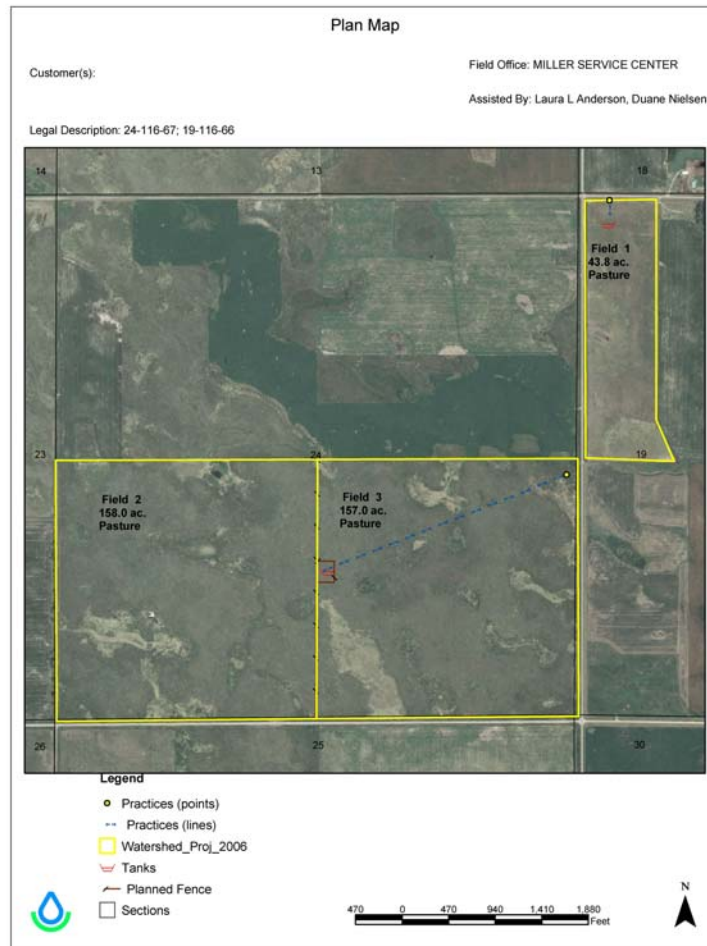 Plan Map
Customer(s):
Field Office: MILLER SERVICE CENTER
Assisted By: Laura L Anderson, Duane Nielsen
Legal Description: 24-116-67; 19-116-66
14
13
18
Field 1
43.8 ac.
Pasture
23
24
19
Field 2
158.0 ac.
Pasture
Field 3
157.0 ac.
Pasture
26
25
30
Legend
Practices (points)
Practices (lines)
Watershed_Proj_2006
Tanks
Planned Fence
Sections
470 0 470 940 1,410 1,880
Feet
N